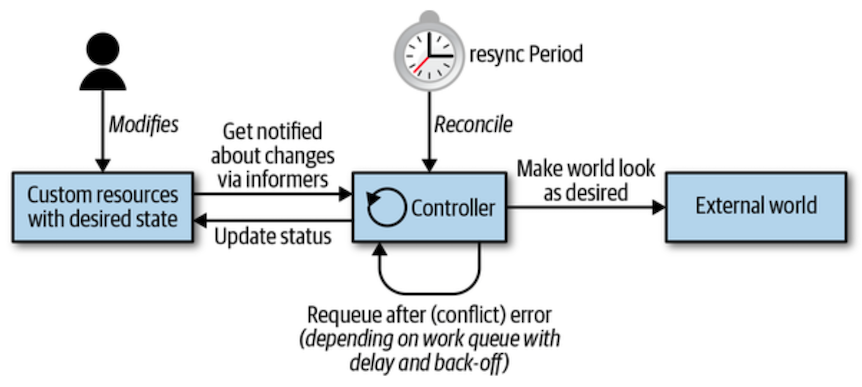 resync Period
Modifies
Reconcile
Get notified
about changes
via informers
Make world look
as desired
Custom resources
with desired state
Controller
External world
Update status
Requeue after (conflict) error
(depending on work queue with
delay and back-off)